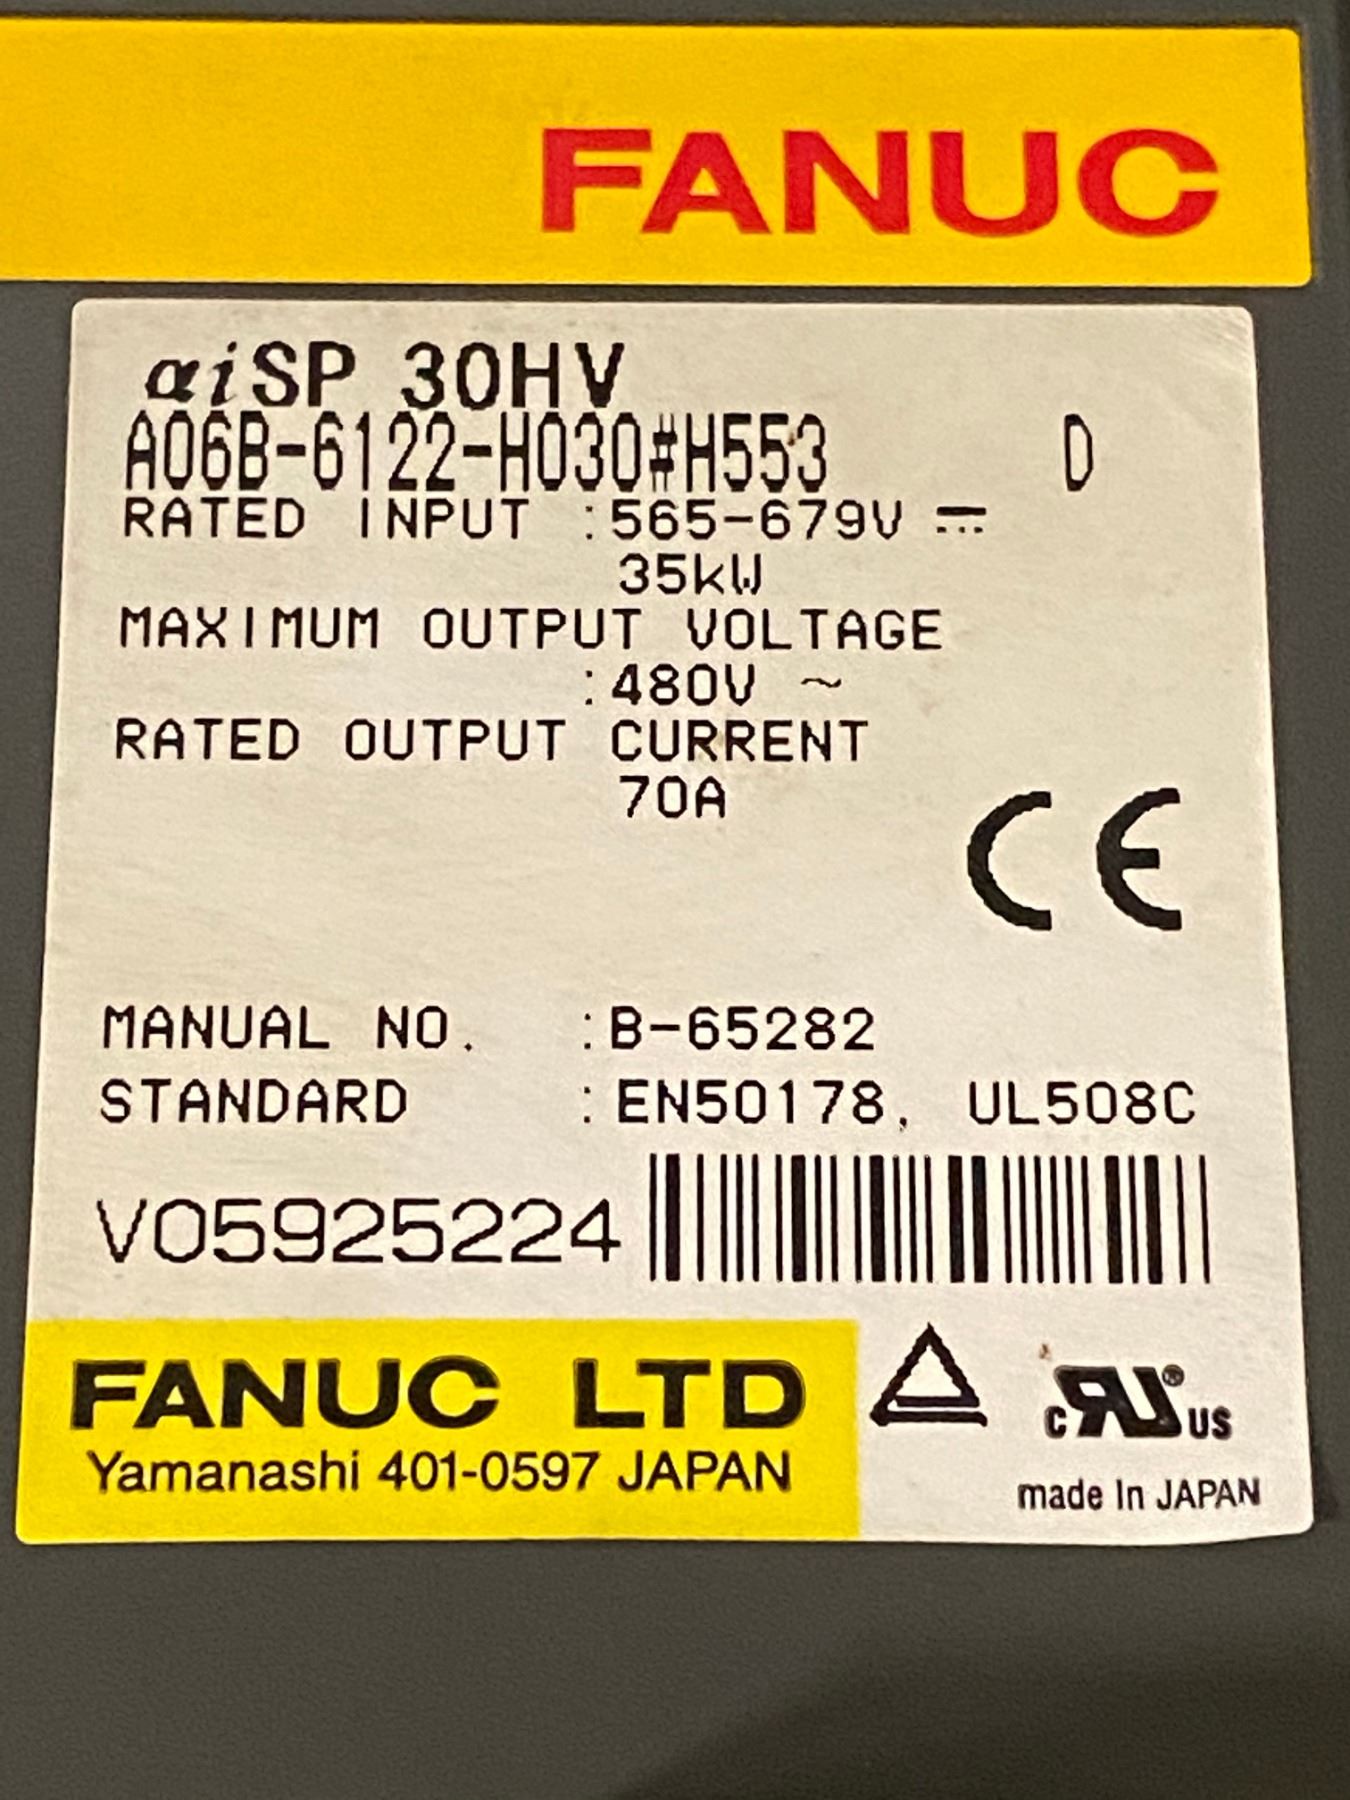 FANUC
αiSP 30HV
A06B-6122-H030#H553 D
RATED INPUT :565-679V ⎓
35kW
MAXIMUM OUTPUT VOLTAGE
:480V ~
RATED OUTPUT CURRENT
70A
CE
MANUAL NO. :B-65282
STANDARD :EN50178, UL508C
V05925224
FANUC LTD
Yamanashi 401-0597 JAPAN
c RU® US
made In JAPAN